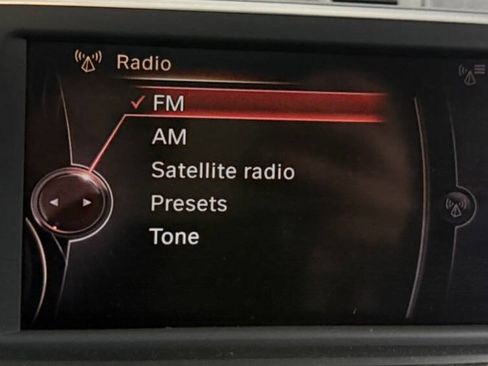 Radio
FM
AM
Satellite radio
Presets
Tone